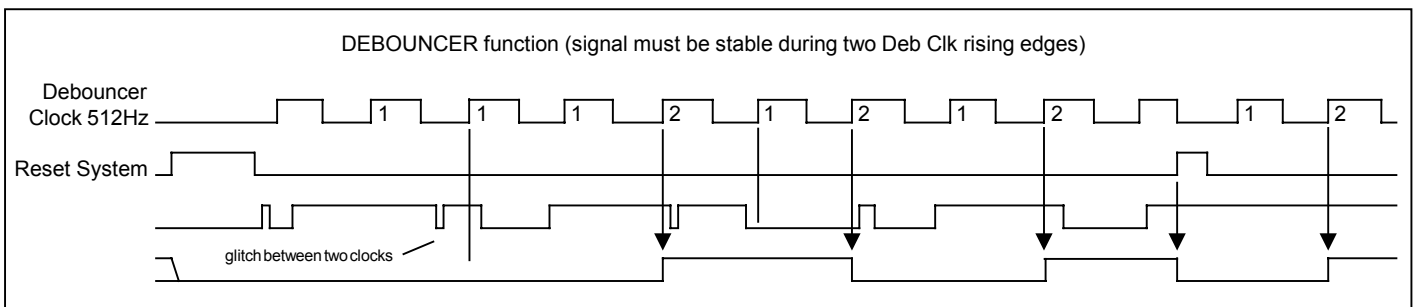 DEBOUNCER function (signal must be stable during two Deb Clk rising edges)
Debouncer
Clock 512Hz
1 1 1 2 1 2 1 2 1 2
Reset System
glitch between two clocks